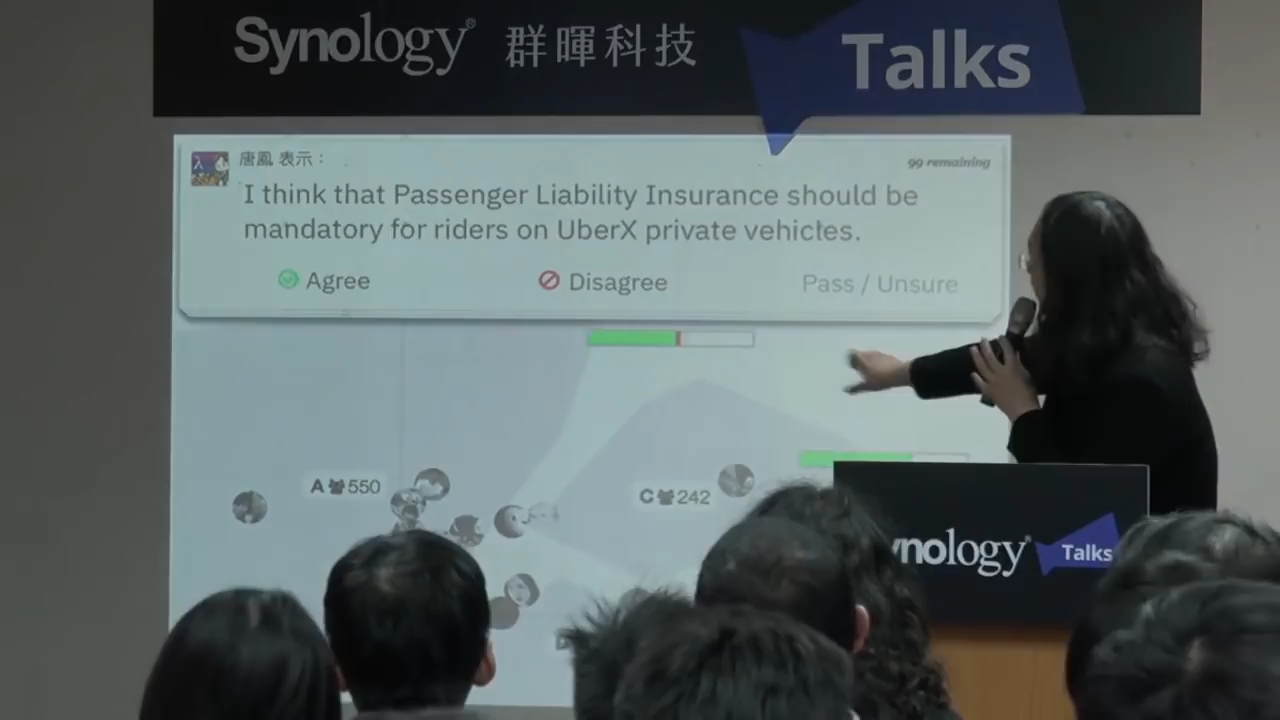 Synology® 群暉科技 Talks
唐鳳 表示：
99 remaining
I think that Passenger Liability Insurance should be
mandatory for riders on UberX private vehicles.
Agree Disagree Pass / Unsure
A 550
C 242
ynology® Talks